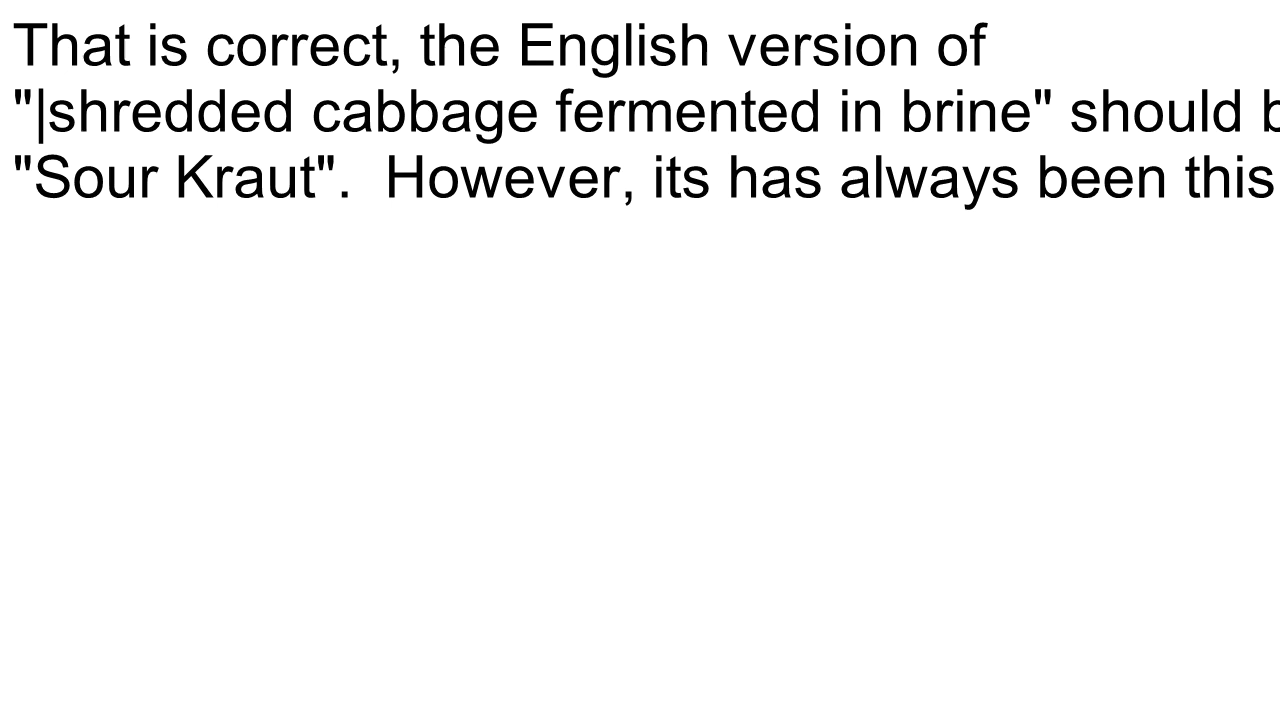 That is correct, the English version of
"|shredded cabbage fermented in brine" should b
"Sour Kraut".  However, its has always been this